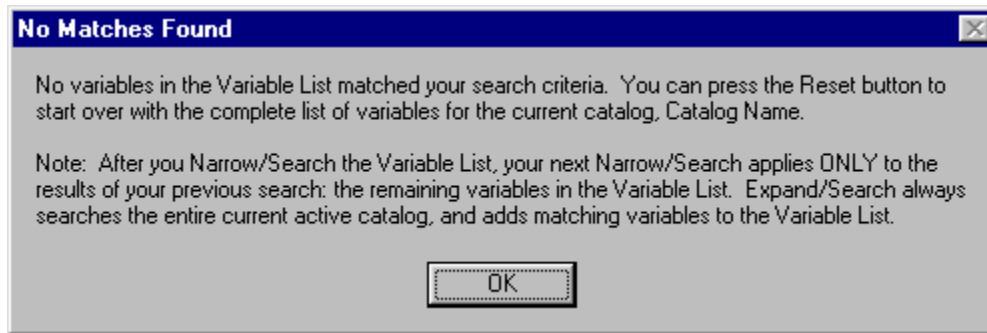 No Matches Found
No variables in the Variable List matched your search criteria.  You can press the Reset button to
start over with the complete list of variables for the current catalog, Catalog Name.
Note:  After you Narrow/Search the Variable List, your next Narrow/Search applies ONLY to the
results of your previous search: the remaining variables in the Variable List.  Expand/Search always
searches the entire current active catalog, and adds matching variables to the Variable List.
OK